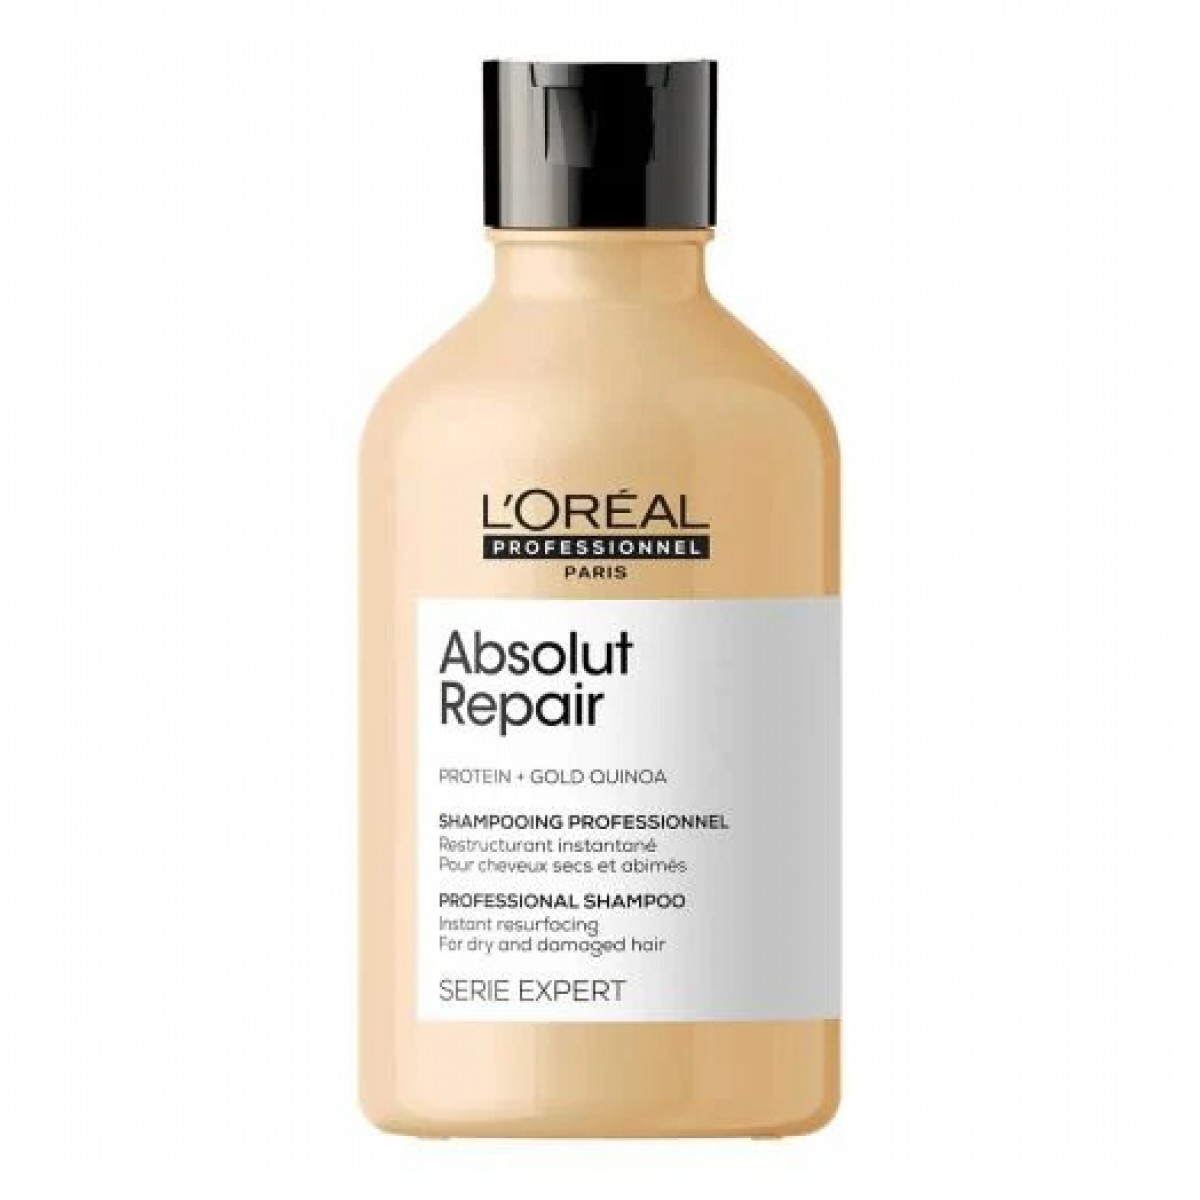 L'ORÉAL
PROFESSIONNEL
PARIS
Absolut
Repair
PROTEIN + GOLD QUINOA
SHAMPOOING PROFESSIONNEL
Restructurant instantané
Pour cheveux secs et abimés
PROFESSIONAL SHAMPOO
Instant resurfacing
For dry and damaged hair
SERIE EXPERT